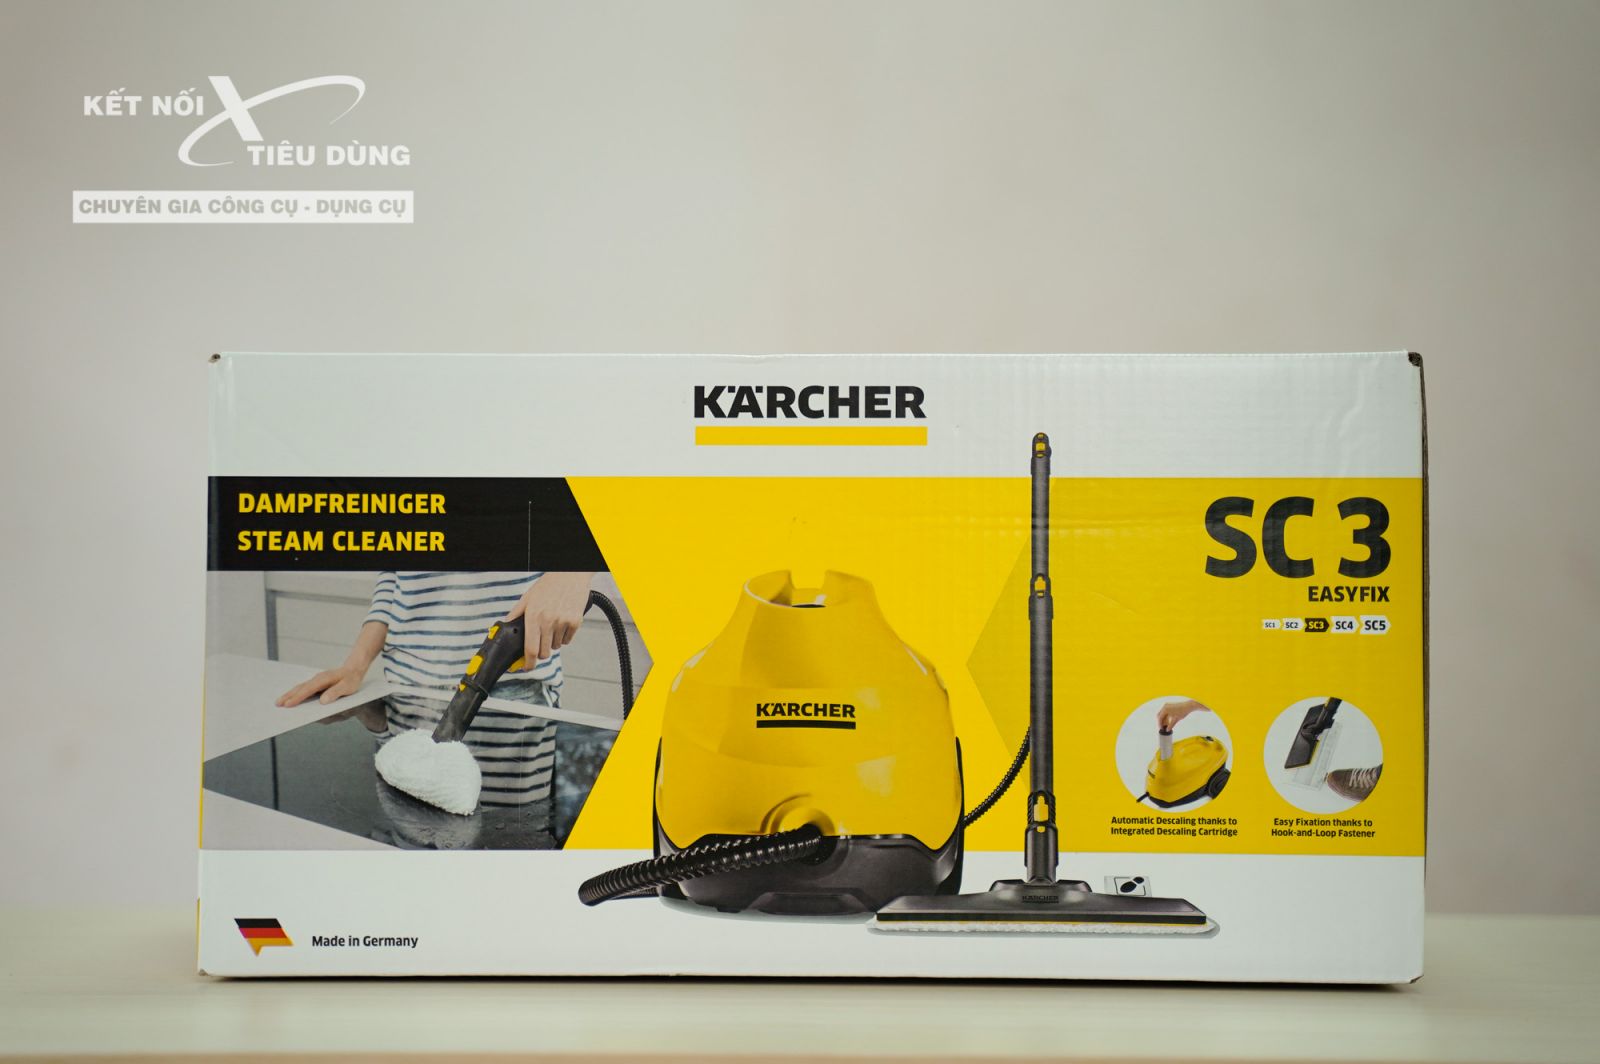 KẾT NỐI
TIÊU DÙNG
CHUYÊN GIA CÔNG CỤ - DỤNG CỤ
KÄRCHER
DAMPFREINIGER
STEAM CLEANER
SC 3
EASYFIX
SC1 SC2 SC3 SC4 SC5
KÄRCHER
Automatic Descaling thanks to
Integrated Descaling Cartridge
Easy Fixation thanks to
Hook-and-Loop Fastener
KÄRCHER
Made in Germany